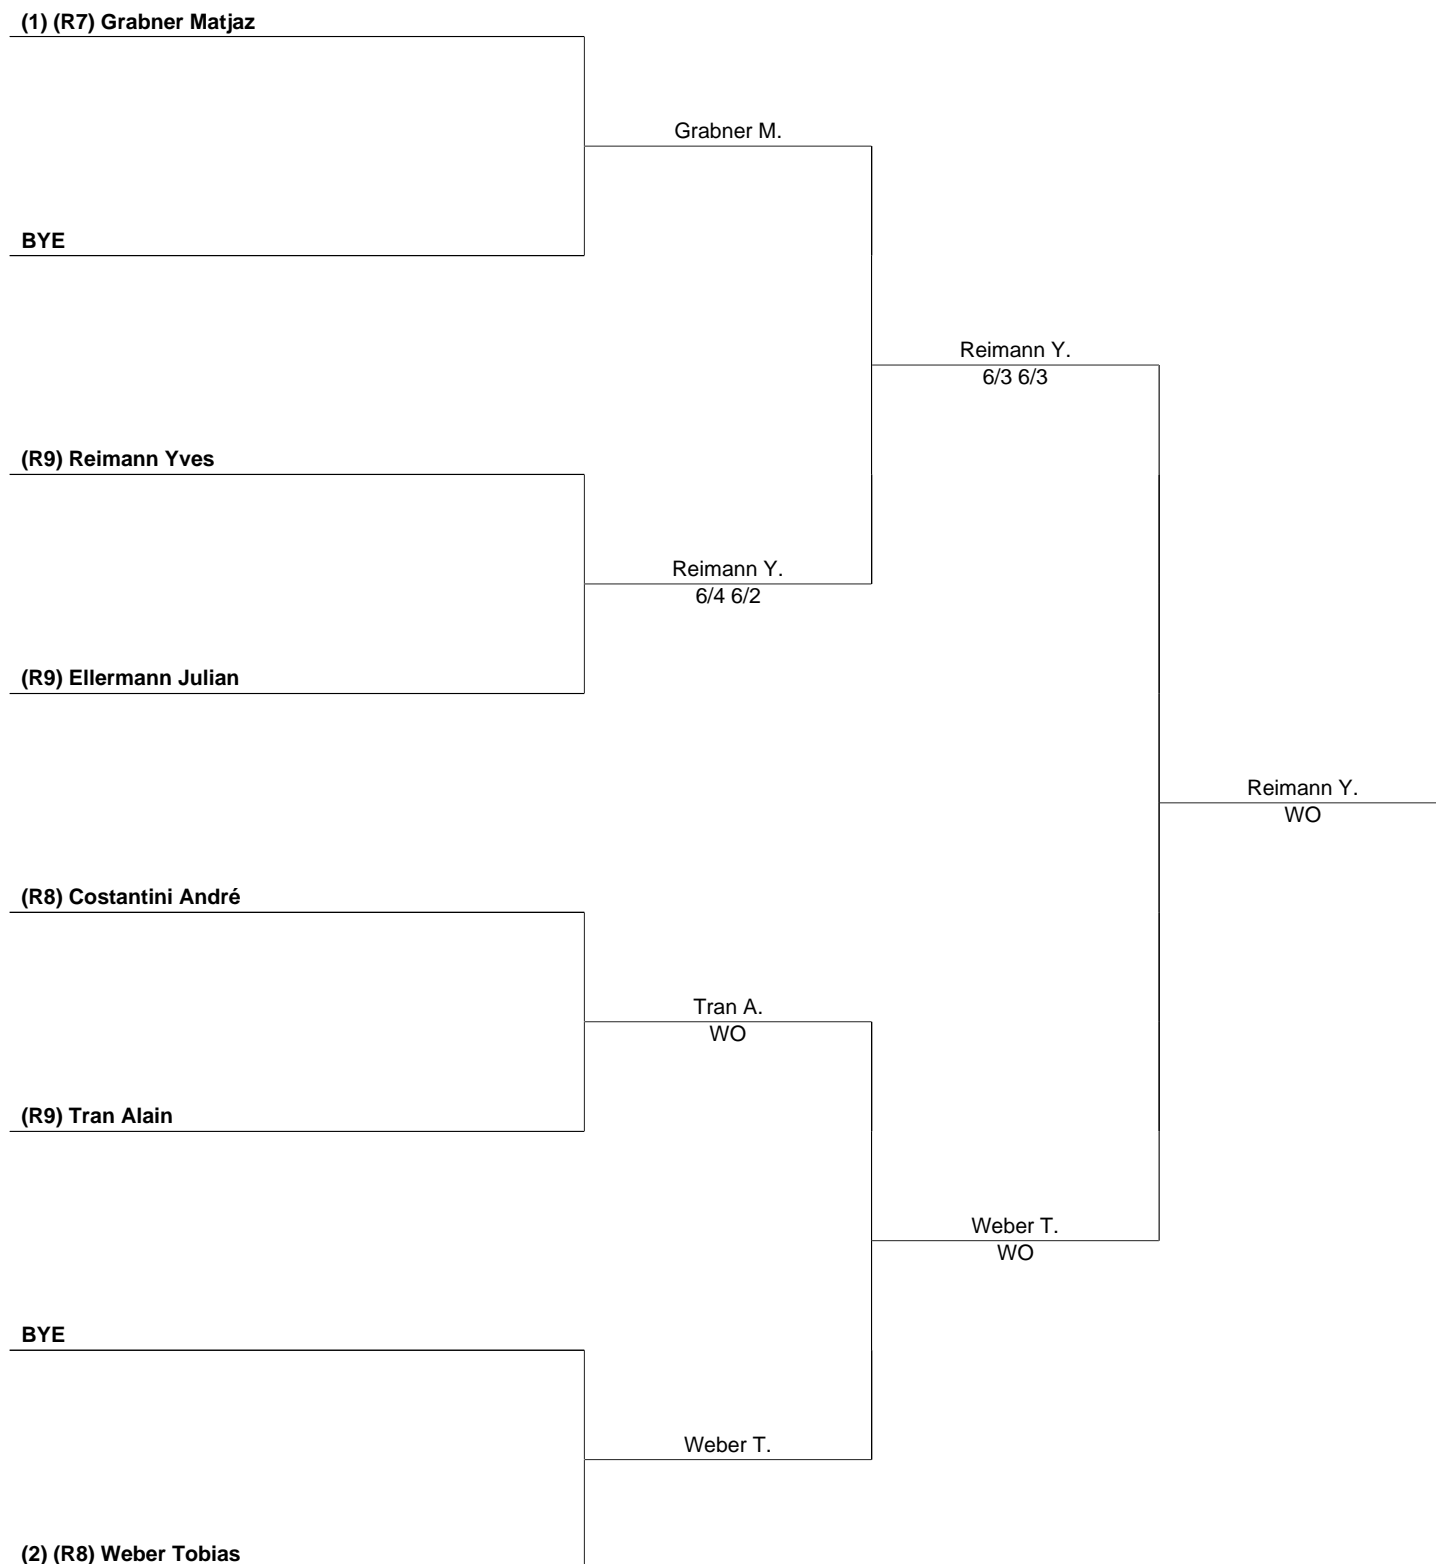 (1) (R7) Grabner Matjaz
Grabner M.
BYE
Reimann Y.
6/3 6/3
(R9) Reimann Yves
Reimann Y.
6/4 6/2
(R9) Ellermann Julian
Reimann Y.
WO
(R8) Costantini André
Tran A.
WO
(R9) Tran Alain
Weber T.
WO
BYE
Weber T.
(2) (R8) Weber Tobias